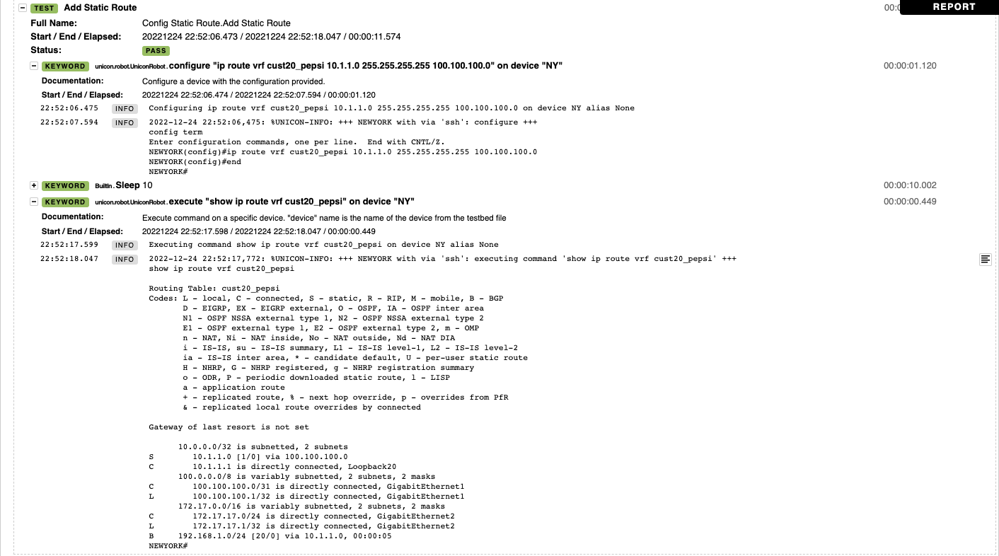 TEST Add Static Route 00:0
REPORT
Full Name: Config Static Route.Add Static Route
Start / End / Elapsed: 20221224 22:52:06.473 / 20221224 22:52:18.047 / 00:00:11.574
Status: PASS
KEYWORD unicon.robot.UniconRobot.configure "ip route vrf cust20_pepsi 10.1.1.0 255.255.255.255 100.100.100.0" on device "NY" 00:00:01.120
Documentation: Configure a device with the configuration provided.
Start / End / Elapsed: 20221224 22:52:06.474 / 20221224 22:52:07.594 / 00:00:01.120
22:52:06.475 INFO Configuring ip route vrf cust20_pepsi 10.1.1.0 255.255.255.255 100.100.100.0 on device NY alias None
22:52:07.594 INFO 2022-12-24 22:52:06,475: %UNICON-INFO: +++ NEWYORK with via 'ssh': configure +++
config term
Enter configuration commands, one per line. End with CNTL/Z.
NEWYORK(config)#ip route vrf cust20_pepsi 10.1.1.0 255.255.255.255 100.100.100.0
NEWYORK(config)#end
NEWYORK#
KEYWORD BuiltIn.Sleep 10 00:00:10.002
KEYWORD unicon.robot.UniconRobot.execute "show ip route vrf cust20_pepsi" on device "NY" 00:00:00.449
Documentation: Execute command on a specific device. "device" name is the name of the device from the testbed file
Start / End / Elapsed: 20221224 22:52:17.598 / 20221224 22:52:18.047 / 00:00:00.449
22:52:17.599 INFO Executing command show ip route vrf cust20_pepsi on device NY alias None
22:52:18.047 INFO 2022-12-24 22:52:17,772: %UNICON-INFO: +++ NEWYORK with via 'ssh': executing command 'show ip route vrf cust20_pepsi' +++
show ip route vrf cust20_pepsi
Routing Table: cust20_pepsi
Codes: L - local, C - connected, S - static, R - RIP, M - mobile, B - BGP
D - EIGRP, EX - EIGRP external, O - OSPF, IA - OSPF inter area
N1 - OSPF NSSA external type 1, N2 - OSPF NSSA external type 2
E1 - OSPF external type 1, E2 - OSPF external type 2, m - OMP
n - NAT, Ni - NAT inside, No - NAT outside, Nd - NAT DIA
i - IS-IS, su - IS-IS summary, L1 - IS-IS level-1, L2 - IS-IS level-2
ia - IS-IS inter area, * - candidate default, U - per-user static route
H - NHRP, G - NHRP registered, g - NHRP registration summary
o - ODR, P - periodic downloaded static route, l - LISP
a - application route
+ - replicated route, % - next hop override, p - overrides from PfR
& - replicated local route overrides by connected
Gateway of last resort is not set
10.0.0.0/32 is subnetted, 2 subnets
S 10.1.1.0 [1/0] via 100.100.100.0
C 10.1.1.1 is directly connected, Loopback20
100.0.0.0/8 is variably subnetted, 2 subnets, 2 masks
C 100.100.100.0/31 is directly connected, GigabitEthernet1
L 100.100.100.1/32 is directly connected, GigabitEthernet1
172.17.0.0/16 is variably subnetted, 2 subnets, 2 masks
C 172.17.17.0/24 is directly connected, GigabitEthernet2
L 172.17.17.1/32 is directly connected, GigabitEthernet2
B 192.168.1.0/24 [20/0] via 10.1.1.0, 00:00:05
NEWYORK#